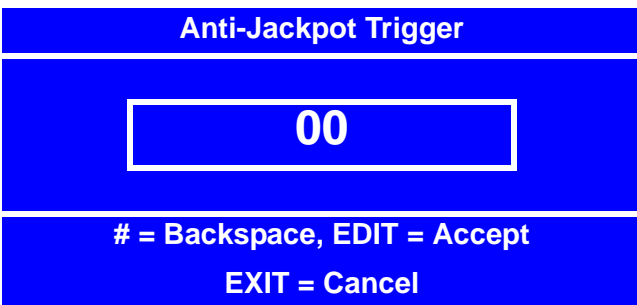 Anti-Jackpot Trigger
00
# = Backspace, EDIT = Accept
EXIT = Cancel